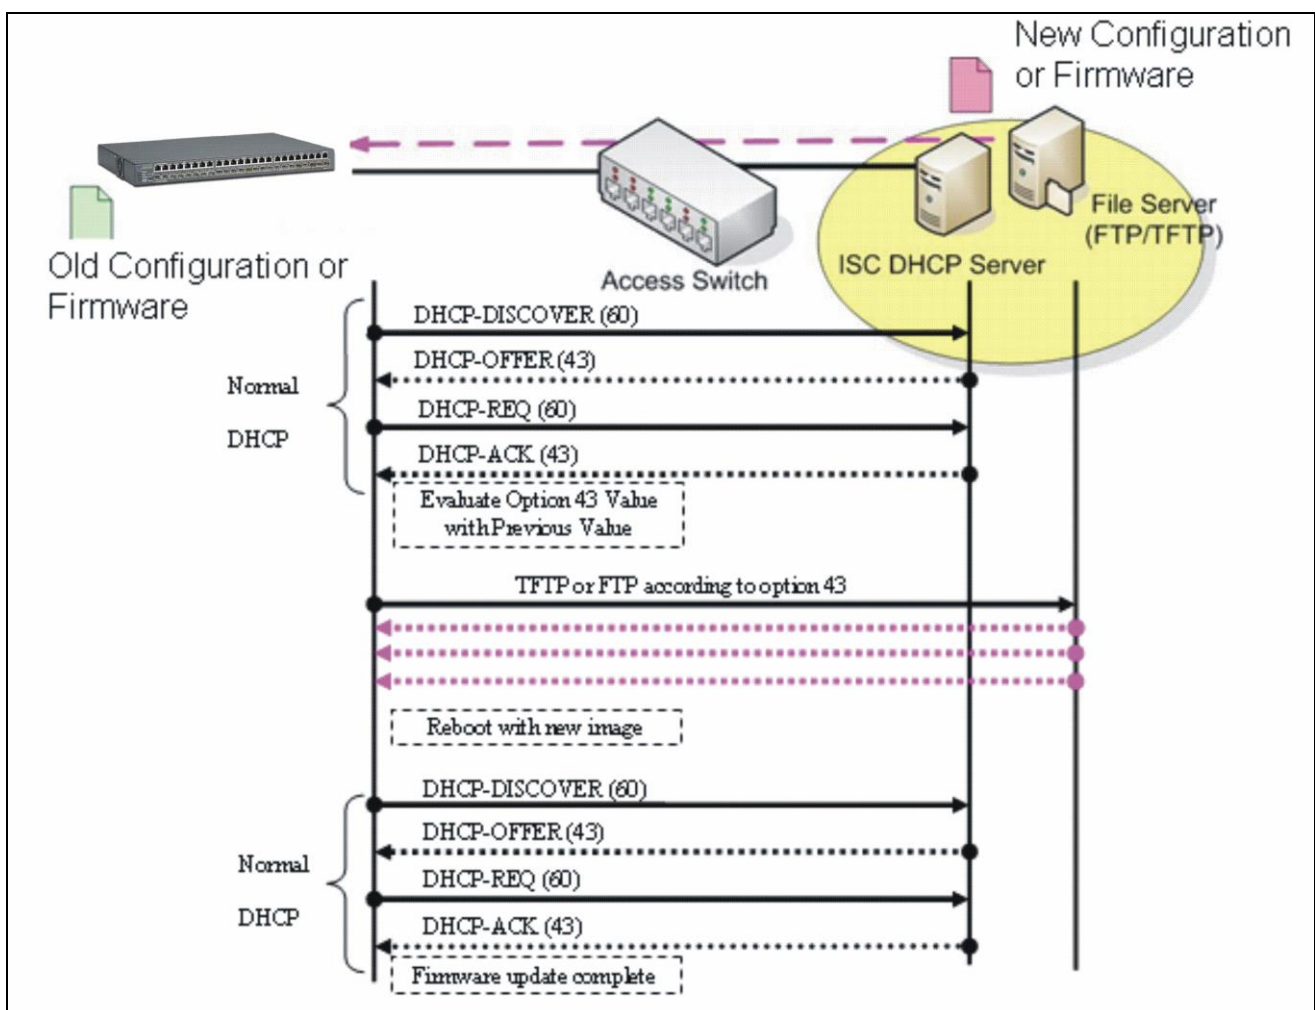 New Configuration
or Firmware
File Server
(FTP/TFTP)
ISC DHCP Server
Access Switch
Old Configuration or
Firmware
DHCP-DISCOVER (60)
DHCP-OFFER (43)
Normal
DHCP
DHCP-REQ (60)
DHCP-ACK (43)
Evaluate Option 43 Value
with Previous Value
TFTP or FTP according to option 43
Reboot with new image
DHCP-DISCOVER (60)
DHCP-OFFER (43)
Normal
DHCP
DHCP-REQ (60)
DHCP-ACK (43)
Firmware update complete